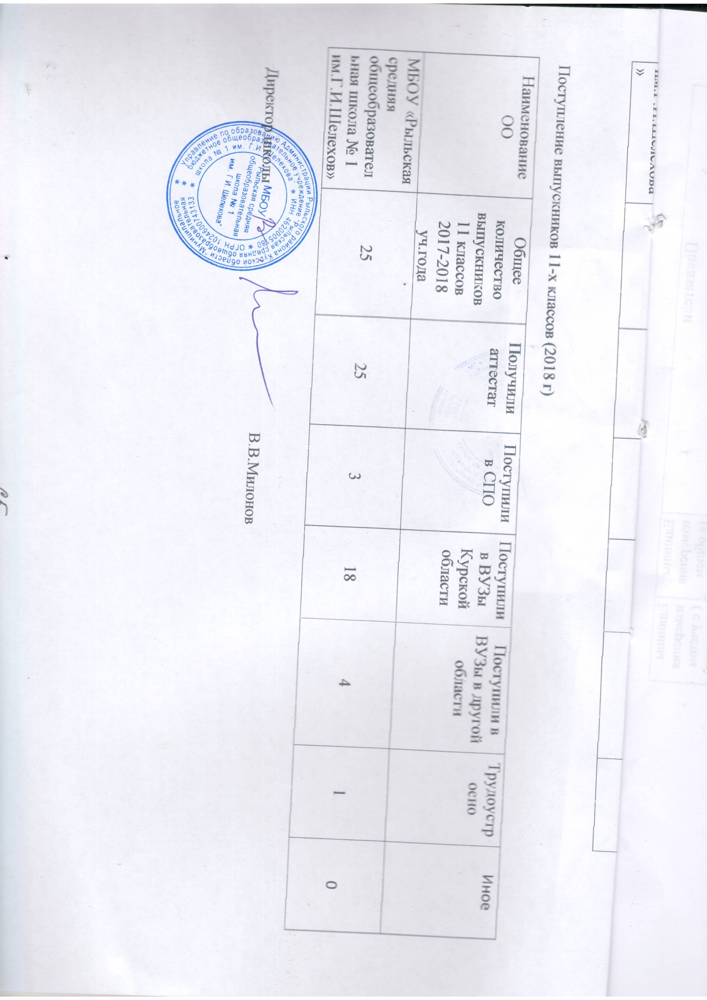 им.Г.И.Шелехова
»
Поступление выпускников 11-х классов (2018 г)
Наименование
ОО
Общее
количество
выпускников
11 классов
2017-2018
уч.года
Получили
аттестат
Поступили
в СПО
Поступили
в ВУЗы
Курской
области
Поступили в
ВУЗы в другой
области
Трудоустр
оено
Иное
МБОУ «Рыльская
средняя
общеобразовател
ьная школа № 1
им.Г.И.Шелехов»
25
25
3
18
4
1
0
Директор школы
В.В.Милонов
Управление по образованию Администрации Рыльского района Курской области * Муниципальное
бюджетное общеобразовательное учреждение "Рыльская средняя общеобразовательная
школа № 1 им. Г.И. Шелехова" * ИНН 4620005180 * ОГРН 1024600743133 *
МБОУ
"Рыльская средняя
общеобразовательная
школа № 1
им. Г.И. Шелехова"